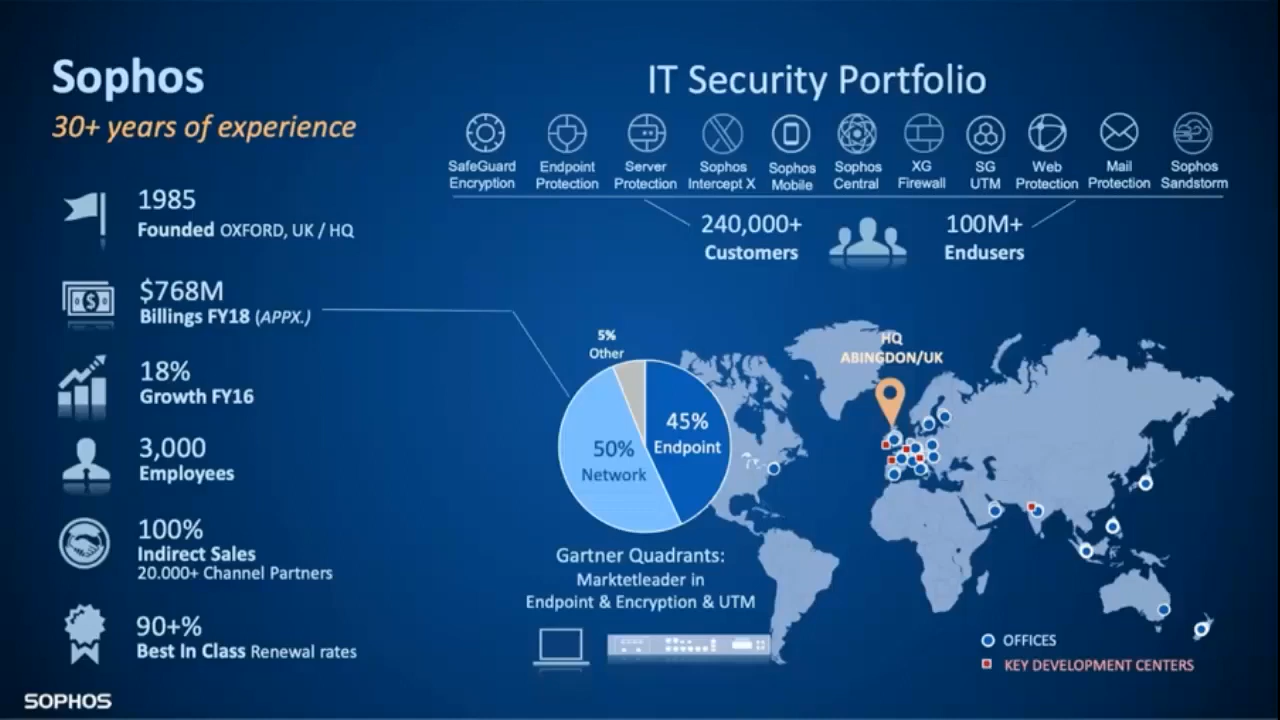 Sophos
30+ years of experience
1985
Founded OXFORD, UK / HQ
$768M
Billings FY18 (APPX.)
18%
Growth FY16
3,000
Employees
100%
Indirect Sales
20.000+ Channel Partners
90+%
Best In Class Renewal rates
SOPHOS
IT Security Portfolio
SafeGuard Encryption
Endpoint Protection
Server Protection
Sophos Intercept X
Sophos Mobile
Sophos Central
XG Firewall
SG UTM
Web Protection
Mail Protection
Sophos Sandstorm
240,000+
Customers
100M+
Endusers
5%
Other
45%
Endpoint
50%
Network
Gartner Quadrants:
Marktetleader in
Endpoint & Encryption & UTM
HQ
ABINGDON/UK
OFFICES
KEY DEVELOPMENT CENTERS